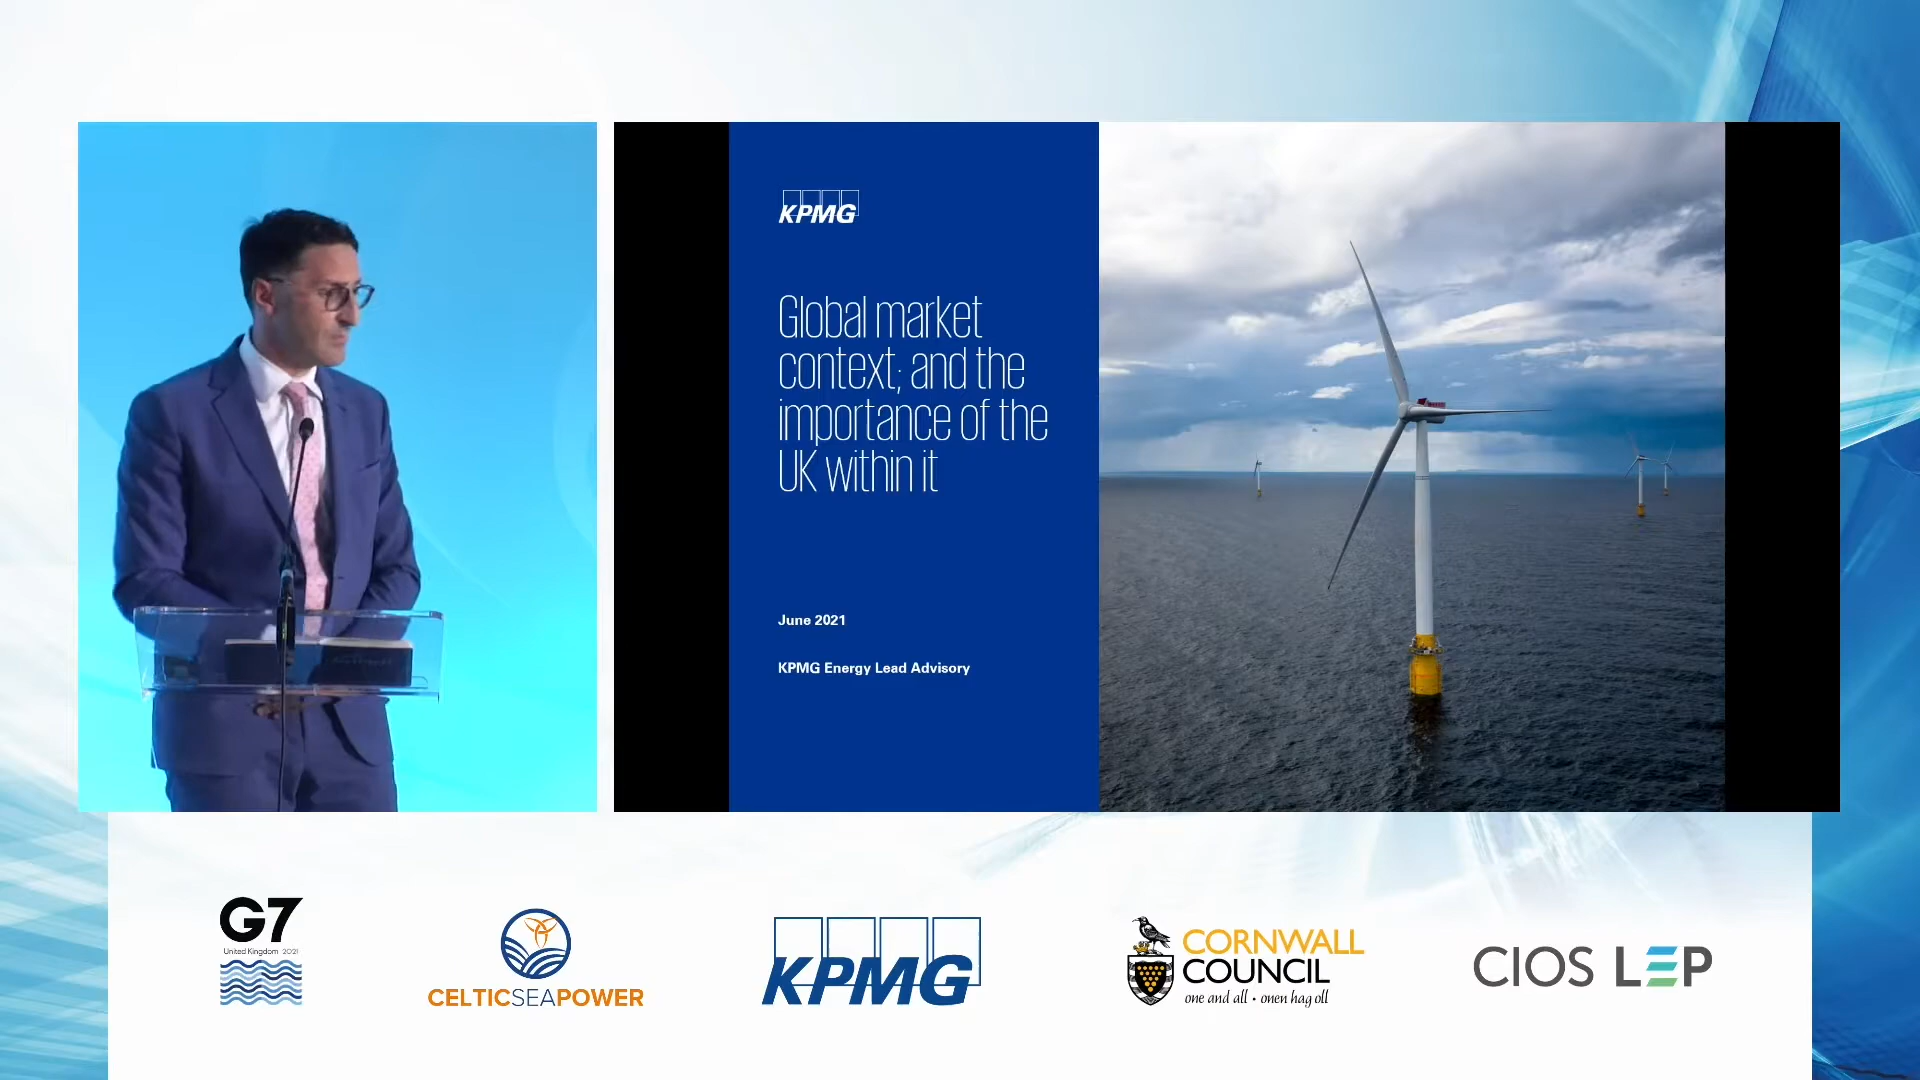 KPMG
Global market
context; and the
importance of the
UK within it
June 2021
KPMG Energy Lead Advisory
G7
United Kingdom 2021
CELTICSEAPOWER
KPMG
CORNWALL
COUNCIL
one and all • onen hag oll
CIOS LEP